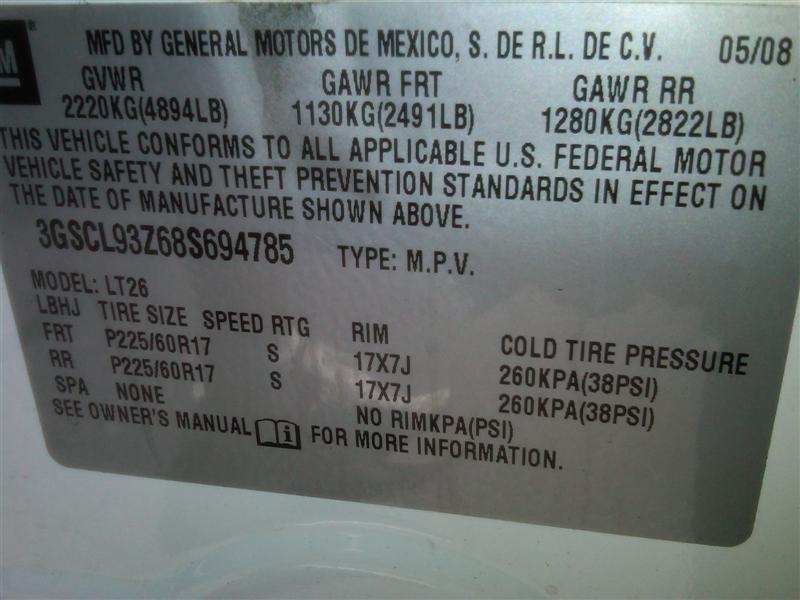 M ®
MFD BY GENERAL MOTORS DE MEXICO, S. DE R.L. DE C.V. 05/08
GVWR GAWR FRT GAWR RR
2220KG(4894LB) 1130KG(2491LB) 1280KG(2822LB)
THIS VEHICLE CONFORMS TO ALL APPLICABLE U.S. FEDERAL MOTOR
VEHICLE SAFETY AND THEFT PREVENTION STANDARDS IN EFFECT ON
THE DATE OF MANUFACTURE SHOWN ABOVE.
3GSCL93Z68S694785 TYPE: M.P.V.
MODEL: LT26
LBHJ TIRE SIZE SPEED RTG RIM COLD TIRE PRESSURE
FRT P225/60R17 S 17X7J 260KPA(38PSI)
RR P225/60R17 S 17X7J 260KPA(38PSI)
SPA NONE NO RIMKPA(PSI)
SEE OWNER'S MANUAL i FOR MORE INFORMATION.